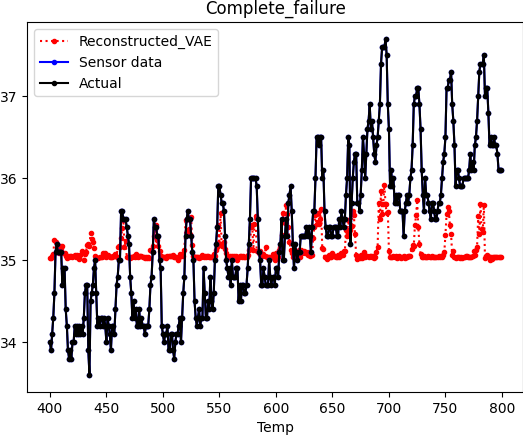 Complete_failure
Reconstructed_VAE
Sensor data
Actual
37
36
35
34
400 450 500 550 600 650 700 750 800
Temp